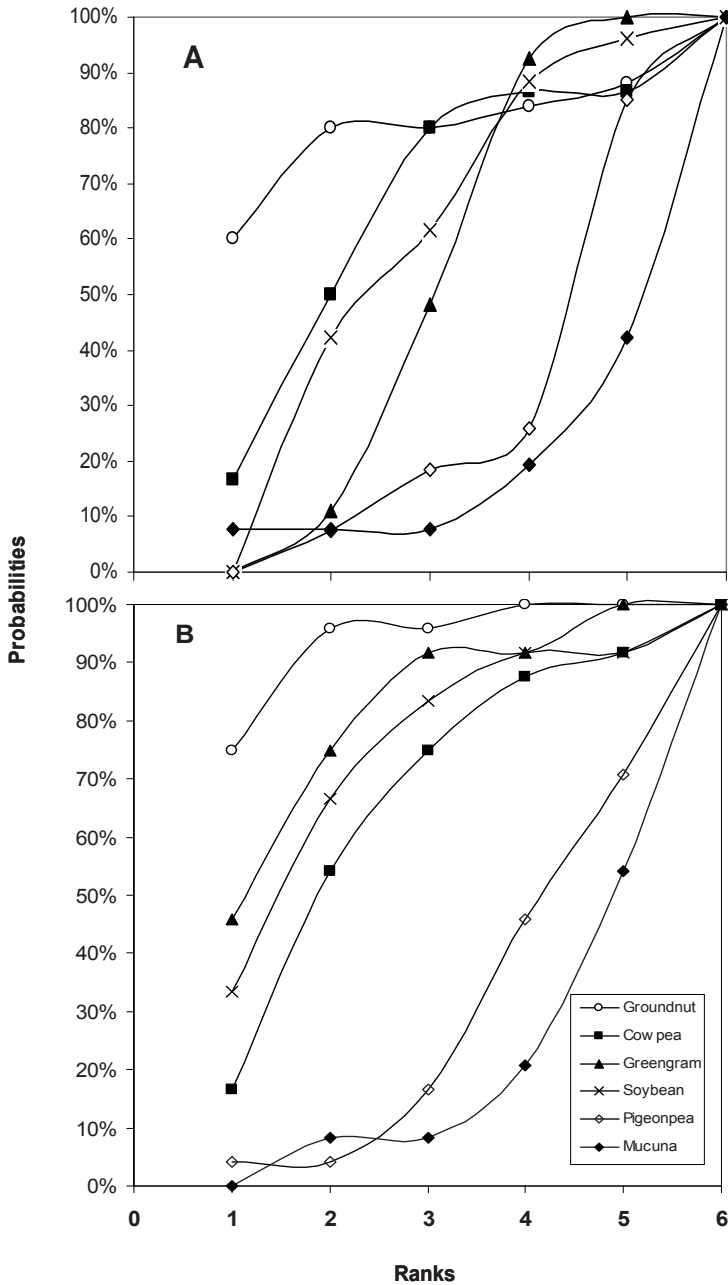 100%
A
90%
80%
70%
60%
50%
40%
30%
20%
10%
0%
Probabilities
100%
B
90%
80%
70%
60%
50%
40%
30%
20%
10%
0%
Groundnut
Cow pea
Greengram
Soybean
Pigeonpea
Mucuna
0 1 2 3 4 5 6
Ranks